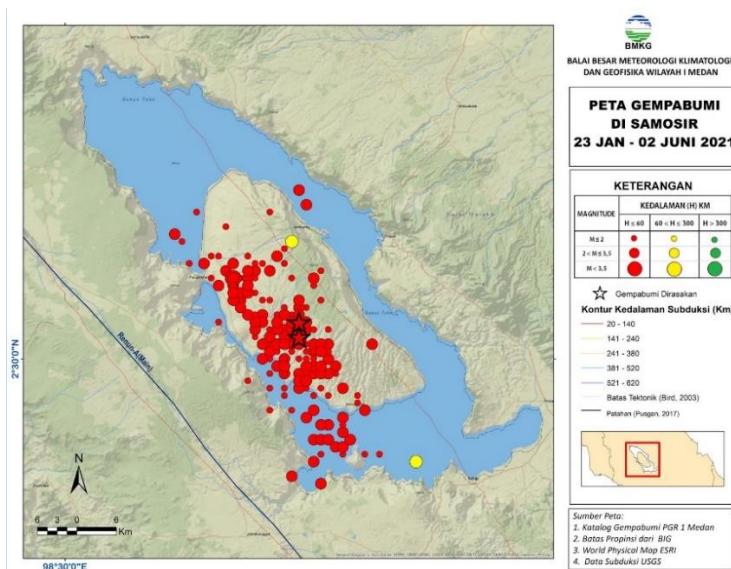 BMKG
BALAI BESAR METEOROLOGI KLIMATOLOGI
DAN GEOFISIKA WILAYAH I MEDAN
PETA GEMPABUMI
DI SAMOSIR
23 JAN - 02 JUNI 2021
KETERANGAN
MAGNITUDE
KEDALAMAN (H) KM
H ≤ 60
60 < H ≤ 300
H > 300
M ≤ 2
2 < M ≤ 3,5
M < 3,5
Gempabumi Dirasakan
Kontur Kedalaman Subduksi (Km)
20 - 140
141 - 240
241 - 380
381 - 520
521 - 620
Batas Tektonik (Bird, 2003)
Patahan (Pusgen, 2017)
Sumber Peta:
1. Katalog Gempabumi PGR 1 Medan
2. Batas Propinsi dari BIG
3. World Physical Map ESRI
4. Data Subduksi USGS
Renun-A(Main)
2°30'0"N
N
6 3 0 6
Km
98°30'0"E